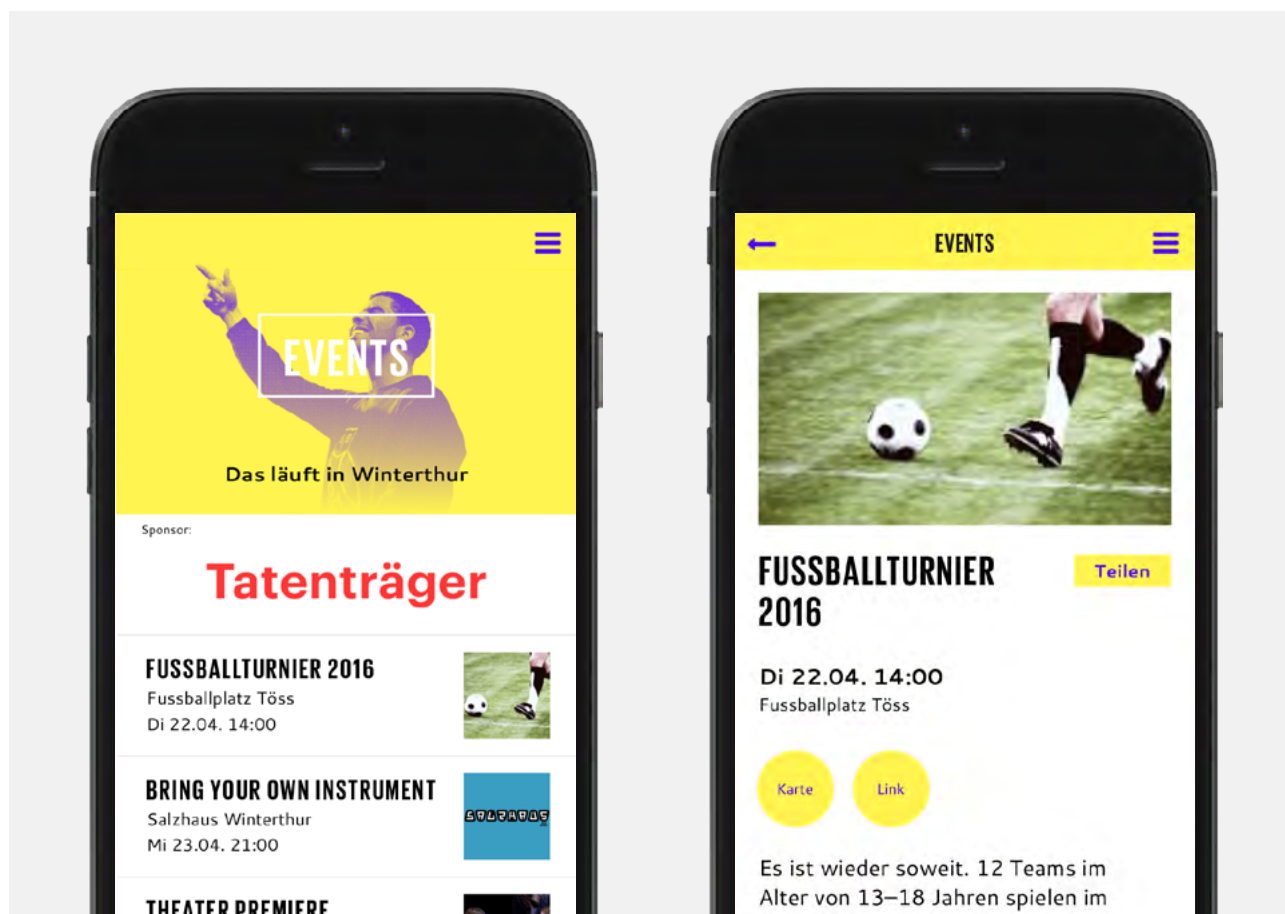 EVENTS
Das läuft in Winterthur
Sponsor:
Tatenträger
FUSSBALLTURNIER 2016
Fussballplatz Töss
Di 22.04. 14:00
BRING YOUR OWN INSTRUMENT
Salzhaus Winterthur
Mi 23.04. 21:00
SALZHAUS
THEATER PREMIERE
EVENTS
FUSSBALLTURNIER
2016
Teilen
Di 22.04. 14:00
Fussballplatz Töss
Karte
Link
Es ist wieder soweit. 12 Teams im
Alter von 13–18 Jahren spielen im